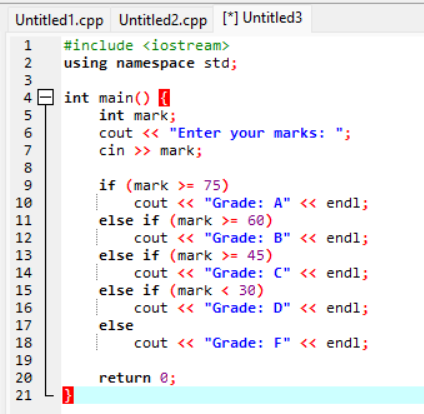 Untitled1.cpp Untitled2.cpp [*] Untitled3
1 #include <iostream>
2 using namespace std;
3
4 int main() {
5     int mark;
6     cout << "Enter your marks: ";
7     cin >> mark;
8
9     if (mark >= 75)
10         cout << "Grade: A" << endl;
11     else if (mark >= 60)
12         cout << "Grade: B" << endl;
13     else if (mark >= 45)
14         cout << "Grade: C" << endl;
15     else if (mark < 30)
16         cout << "Grade: D" << endl;
17     else
18         cout << "Grade: F" << endl;
19
20     return 0;
21 }